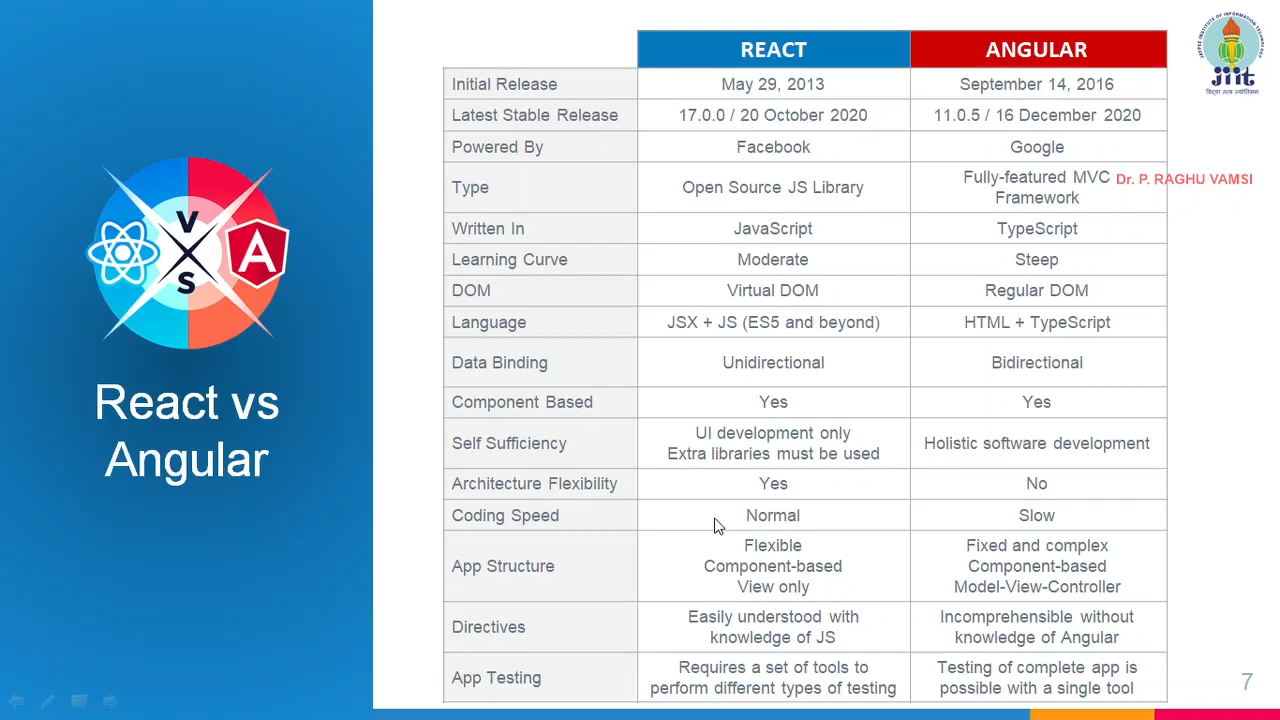 V
S
React vs
Angular
REACT ANGULAR
Initial Release May 29, 2013 September 14, 2016
Latest Stable Release 17.0.0 / 20 October 2020 11.0.5 / 16 December 2020
Powered By Facebook Google
Type Open Source JS Library Fully-featured MVC
Framework
Dr. P. RAGHU VAMSI
Written In JavaScript TypeScript
Learning Curve Moderate Steep
DOM Virtual DOM Regular DOM
Language JSX + JS (ES5 and beyond) HTML + TypeScript
Data Binding Unidirectional Bidirectional
Component Based Yes Yes
Self Sufficiency UI development only
Extra libraries must be used Holistic software development
Architecture Flexibility Yes No
Coding Speed Normal Slow
App Structure Flexible
Component-based
View only
Fixed and complex
Component-based
Model-View-Controller
Directives Easily understood with
knowledge of JS
Incomprehensible without
knowledge of Angular
App Testing Requires a set of tools to
perform different types of testing
Testing of complete app is
possible with a single tool
JAYPEE INSTITUTE OF INFORMATION TECHNOLOGY
jiit
A
7